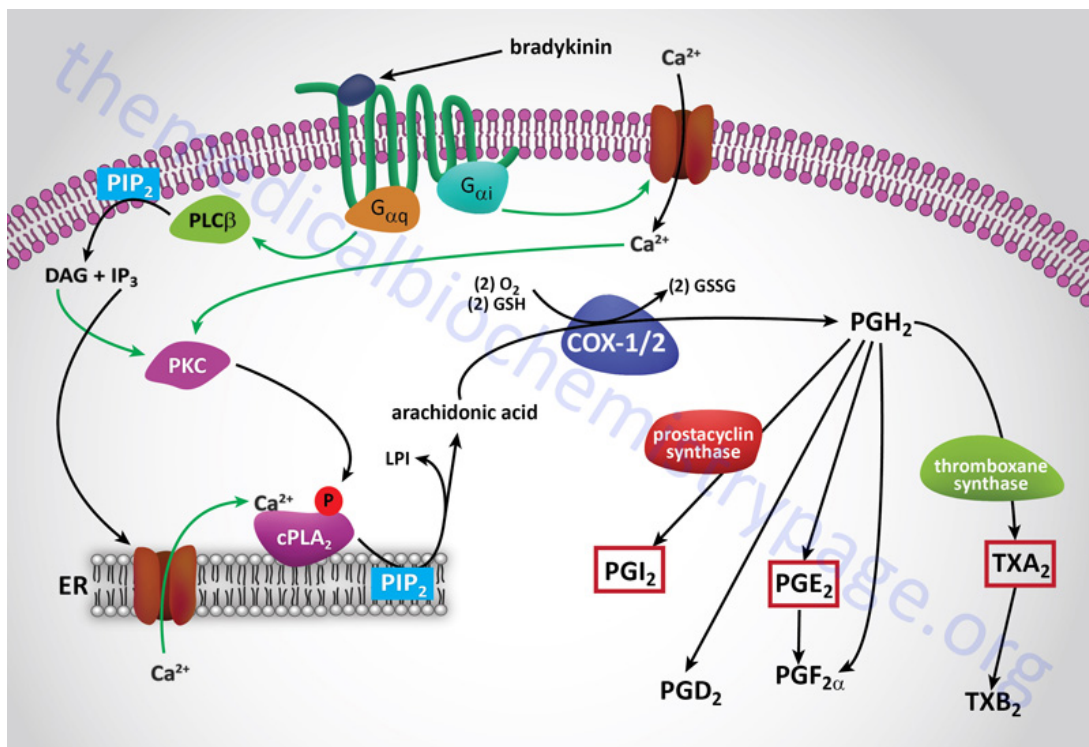 bradykinin
Ca²⁺
PIP₂
PLCβ
Gαq
Gαi
Ca²⁺
DAG + IP₃
(2) O₂
(2) GSH
(2) GSSG
COX-1/2
PGH₂
PKC
arachidonic acid
prostacyclin
synthase
thromboxane
synthase
LPI
Ca²⁺
P
cPLA₂
ER
PIP₂
PGI₂
PGE₂
TXA₂
Ca²⁺
PGD₂
PGF₂α
TXB₂
themedicalbiochemistrypage.org